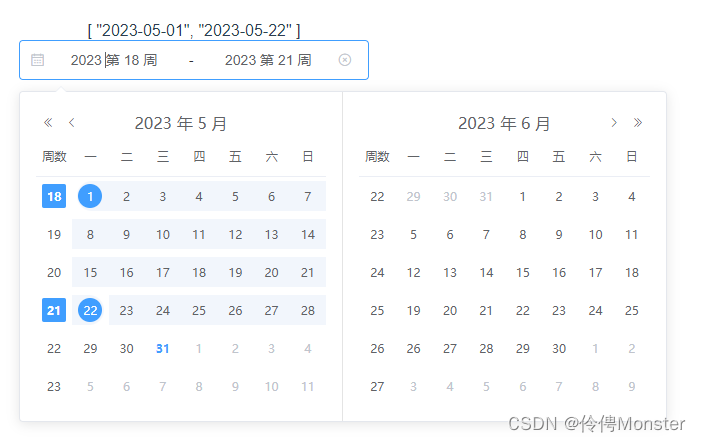 [ "2023-05-01", "2023-05-22" ]
2023 第 18 周 - 2023 第 21 周
2023 年 5 月
周数 一 二 三 四 五 六 日
18 1 2 3 4 5 6 7
19 8 9 10 11 12 13 14
20 15 16 17 18 19 20 21
21 22 23 24 25 26 27 28
22 29 30 31 1 2 3 4
23 5 6 7 8 9 10 11
2023 年 6 月
周数 一 二 三 四 五 六 日
22 29 30 31 1 2 3 4
23 5 6 7 8 9 10 11
24 12 13 14 15 16 17 18
25 19 20 21 22 23 24 25
26 26 27 28 29 30 1 2
27 3 4 5 6 7 8 9
CSDN @伶俜Monster